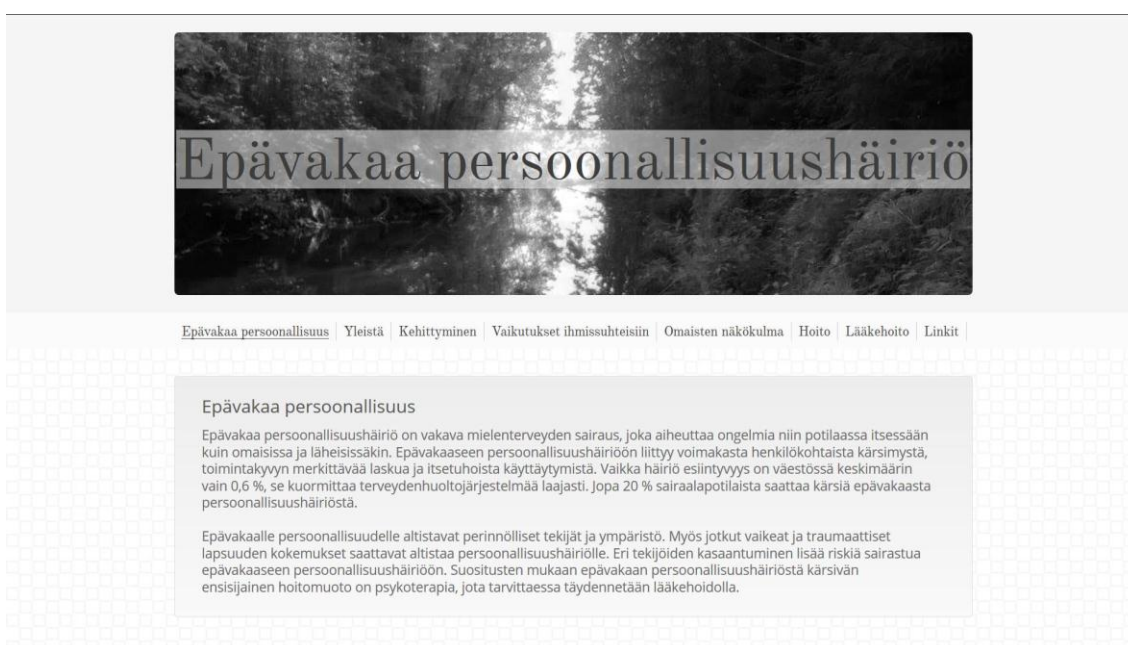 Epävakaa persoonallisuushäiriö
Epävakaa persoonallisuus Yleistä Kehittyminen Vaikutukset ihmissuhteisiin Omaisten näkökulma Hoito Lääkehoito Linkit
Epävakaa persoonallisuus
Epävakaa persoonallisuushäiriö on vakava mielenterveyden sairaus, joka aiheuttaa ongelmia niin potilaassa itsessään
kuin omaisissa ja läheisissäkin. Epävakaaseen persoonallisuushäiriöön liittyy voimakasta henkilökohtaista kärsimystä,
toimintakyvyn merkittävää laskua ja itsetuhoista käyttäytymistä. Vaikka häiriö esiintyvyys on väestössä keskimäärin
vain 0,6 %, se kuormittaa terveydenhuoltojärjestelmää laajasti. Jopa 20 % sairaalapotilaista saattaa kärsiä epävakaasta
persoonallisuushäiriöstä.
Epävakaalle persoonallisuudelle altistavat perinnölliset tekijät ja ympäristö. Myös jotkut vaikeat ja traumaattiset
lapsuuden kokemukset saattavat altistaa persoonallisuushäiriölle. Eri tekijöiden kasaantuminen lisää riskiä sairastua
epävakaaseen persoonallisuushäiriöön. Suositusten mukaan epävakaan persoonallisuushäiriöstä kärsivän
ensisijainen hoitomuoto on psykoterapia, jota tarvittaessa täydennetään lääkehoidolla.